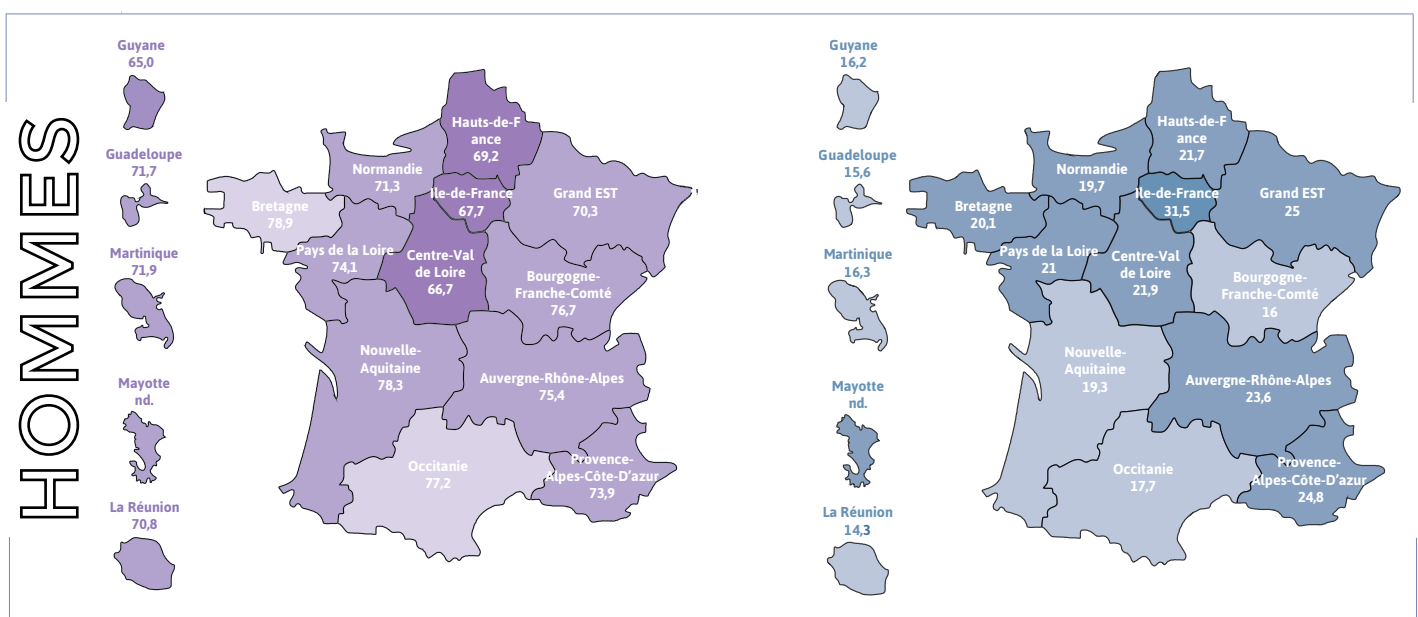 HOMMES
Guyane
65,0
Guadeloupe
71,7
Martinique
71,9
Mayotte
nd.
La Réunion
70,8
Hauts-de-F
ance
69,2
Normandie
71,3
Ile-de-France
67,7
Grand EST
70,3
Bretagne
78,9
Pays de la Loire
74,1
Centre-Val
de Loire
66,7
Bourgogne-
Franche-Comté
76,7
Nouvelle-
Aquitaine
78,3
Auvergne-Rhône-Alpes
75,4
Occitanie
77,2
Provence-
Alpes-Côte-D'azur
73,9
Guyane
16,2
Guadeloupe
15,6
Martinique
16,3
Mayotte
nd.
La Réunion
14,3
Hauts-de-F
ance
21,7
Normandie
19,7
Ile-de-France
31,5
Grand EST
25
Bretagne
20,1
Pays de la Loire
21
Centre-Val
de Loire
21,9
Bourgogne-
Franche-Comté
16
Nouvelle-
Aquitaine
19,3
Auvergne-Rhône-Alpes
23,6
Occitanie
17,7
Provence-
Alpes-Côte-D'azur
24,8